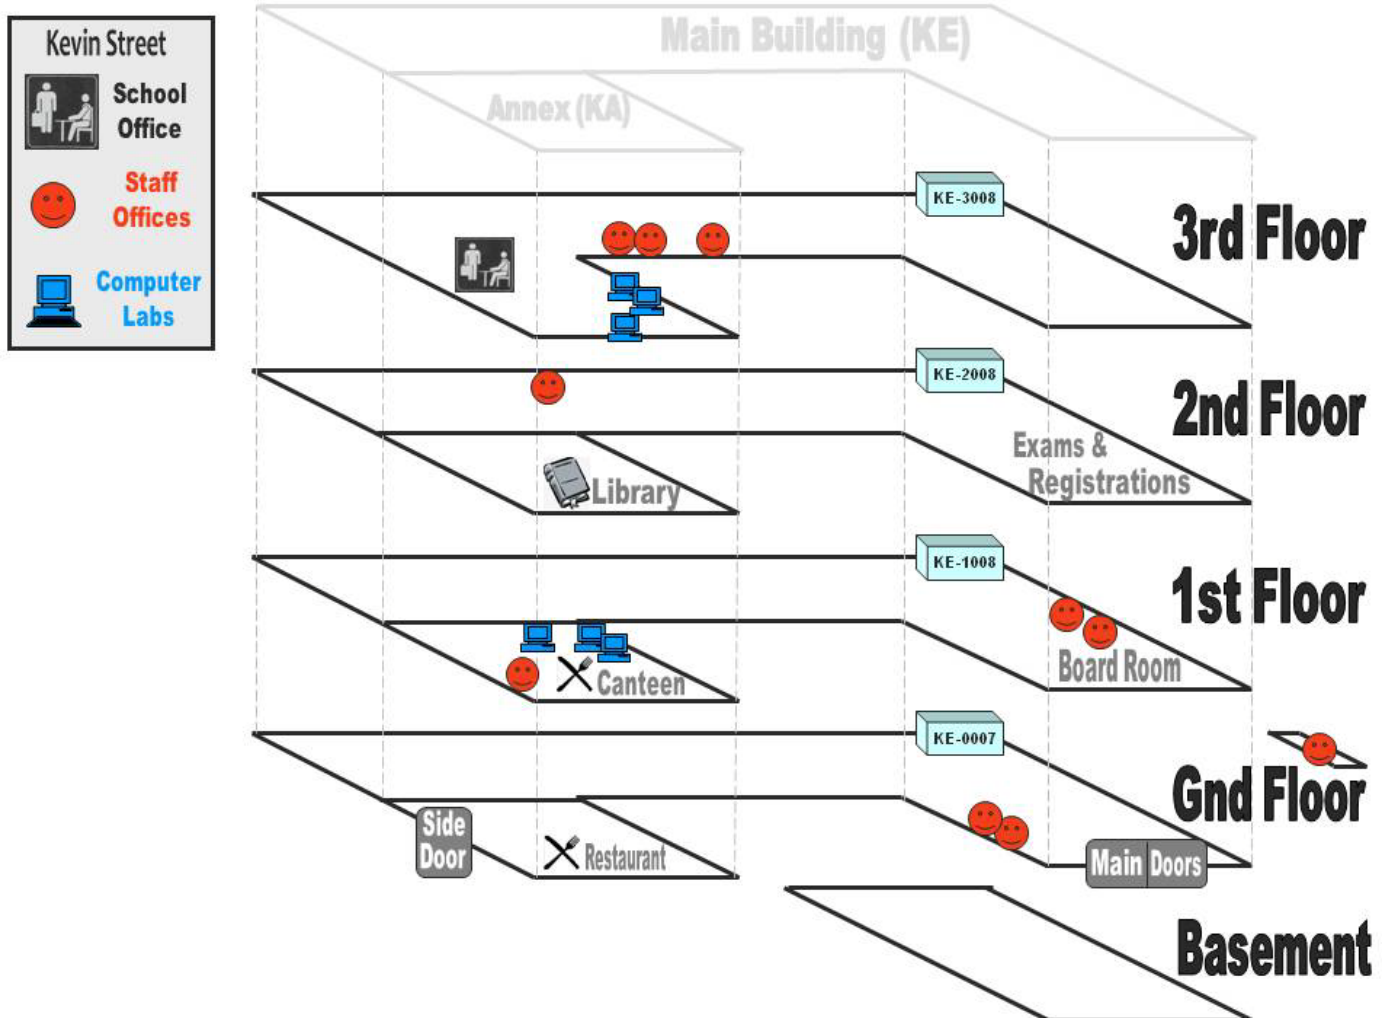 Kevin Street
School
Office
Staff
Offices
Computer
Labs
Main Building (KE)
Annex (KA)
KE-3008
3rd Floor
KE-2008
2nd Floor
Exams &
Registrations
Library
KE-1008
1st Floor
Board Room
Canteen
KE-0007
Gnd Floor
Side
Door
Restaurant
Main Doors
Basement